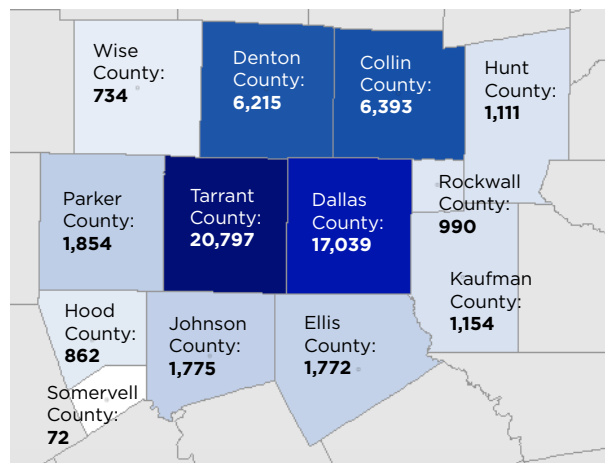 Wise
County:
734
Denton
County:
6,215
Collin
County:
6,393
Hunt
County:
1,111
Parker
County:
1,854
Tarrant
County:
20,797
Dallas
County:
17,039
Rockwall
County:
990
Kaufman
County:
1,154
Hood
County:
862
Johnson
County:
1,775
Ellis
County:
1,772
Somervell
County:
72